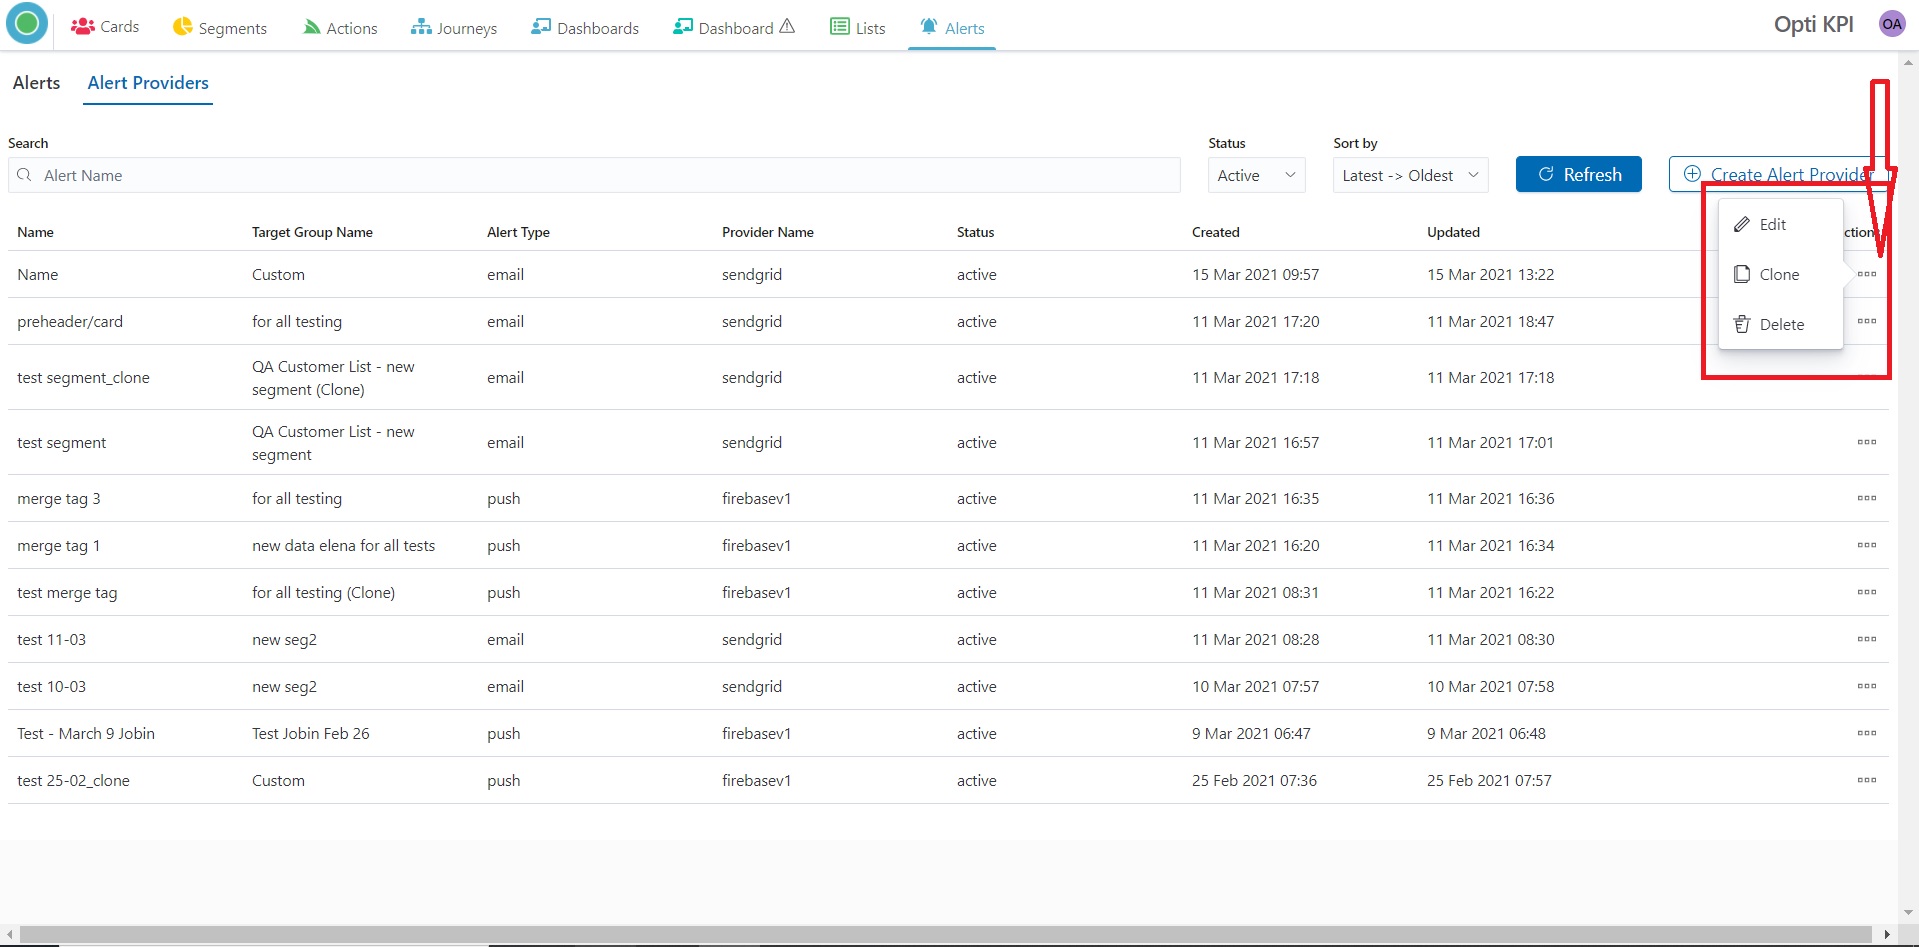 Cards Segments Actions Journeys Dashboards Dashboard Lists Alerts Opti KPI OA
Alerts Alert Providers
Search Status Sort by
Alert Name Active Latest -> Oldest Refresh Create Alert Provider
Name Target Group Name Alert Type Provider Name Status Created Updated ctions
Edit
Clone
Delete
Name Custom email sendgrid active 15 Mar 2021 09:57 15 Mar 2021 13:22
preheader/card for all testing email sendgrid active 11 Mar 2021 17:20 11 Mar 2021 18:47
test segment_clone QA Customer List - new email sendgrid active 11 Mar 2021 17:18 11 Mar 2021 17:18
segment (Clone)
test segment QA Customer List - new email sendgrid active 11 Mar 2021 16:57 11 Mar 2021 17:01
segment
merge tag 3 for all testing push firebasev1 active 11 Mar 2021 16:35 11 Mar 2021 16:36
merge tag 1 new data elena for all tests push firebasev1 active 11 Mar 2021 16:20 11 Mar 2021 16:34
test merge tag for all testing (Clone) push firebasev1 active 11 Mar 2021 08:31 11 Mar 2021 16:22
test 11-03 new seg2 email sendgrid active 11 Mar 2021 08:28 11 Mar 2021 08:30
test 10-03 new seg2 email sendgrid active 10 Mar 2021 07:57 10 Mar 2021 07:58
Test - March 9 Jobin Test Jobin Feb 26 push firebasev1 active 9 Mar 2021 06:47 9 Mar 2021 06:48
test 25-02_clone Custom push firebasev1 active 25 Feb 2021 07:36 25 Feb 2021 07:57